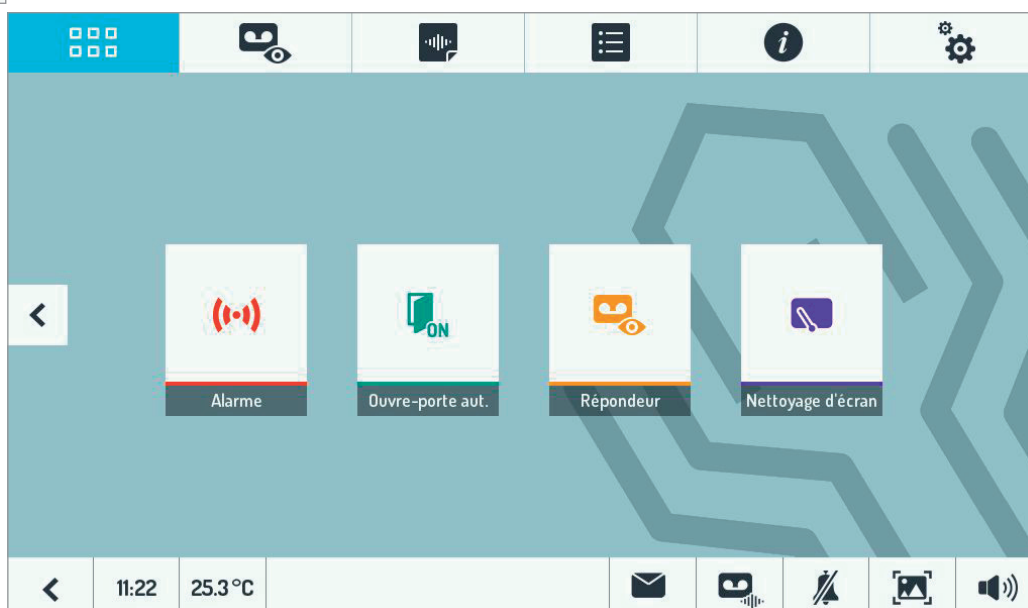 ON
Alarme
Ouvre-porte aut.
Répondeur
Nettoyage d'écran
11:22
25.3 °C